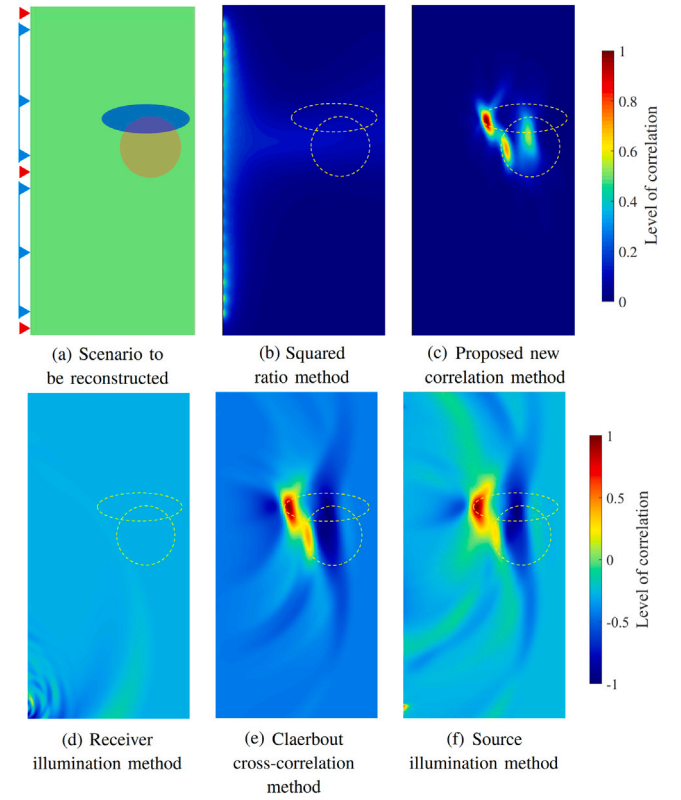 1
0.8
0.6
0.4
0.2
0
Level of correlation
(a) Scenario to
be reconstructed
(b) Squared
ratio method
(c) Proposed new
correlation method
1
0.5
0
-0.5
-1
Level of correlation
(d) Receiver
illumination method
(e) Claerbout
cross-correlation
method
(f) Source
illumination method